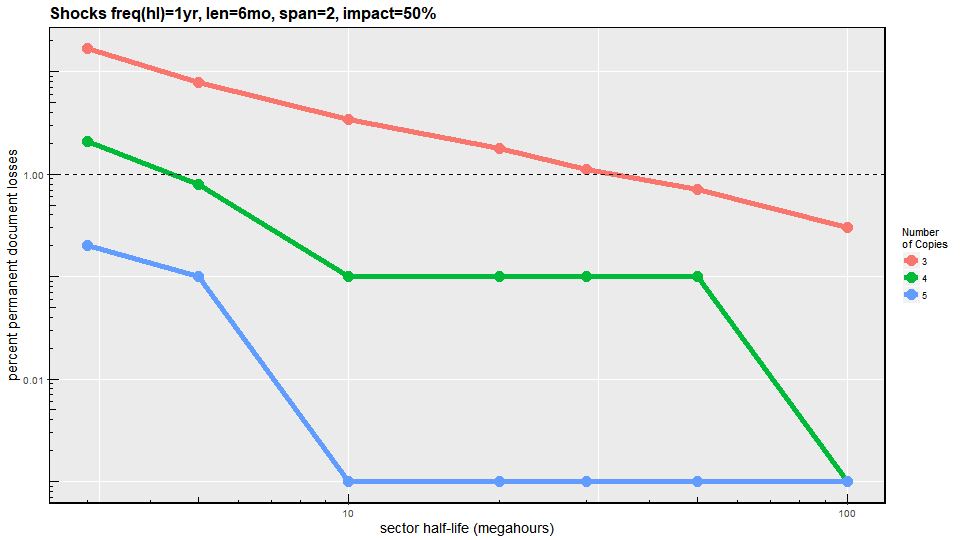 Shocks freq(hl)=1yr, len=6mo, span=2, impact=50%
percent permanent document losses
1.00
0.01
10
100
sector half-life (megahours)
Number
of Copies
3
4
5